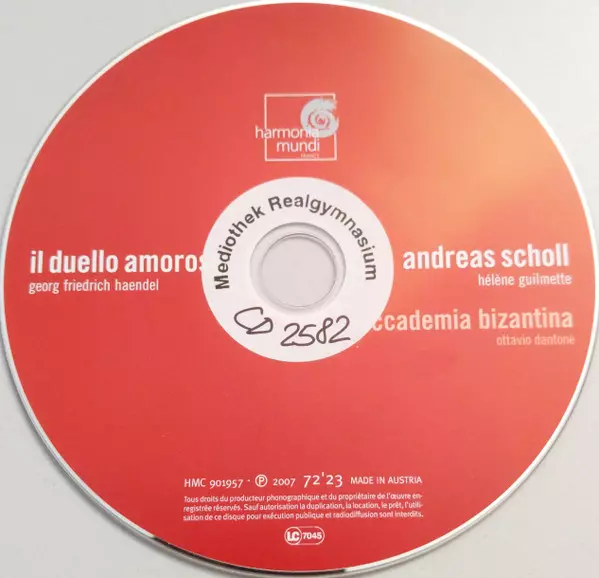 harmonia
mundi
FRANCE
Mediothek Realgymnasium
il duello amoros
andreas scholl
georg friedrich haendel
hélène guilmette
CD 2582
ccademia bizantina
ottavio dantone
HMC 901957 · ℗ 2007 72'23 MADE IN AUSTRIA
Tous droits du producteur phonographique et du propriétaire de l'œuvre en-
registrée réservés. Sauf autorisation la duplication, la location, le prêt, l'utili-
sation de ce disque pour exécution publique et radiodiffusion sont interdits.
LC 7045